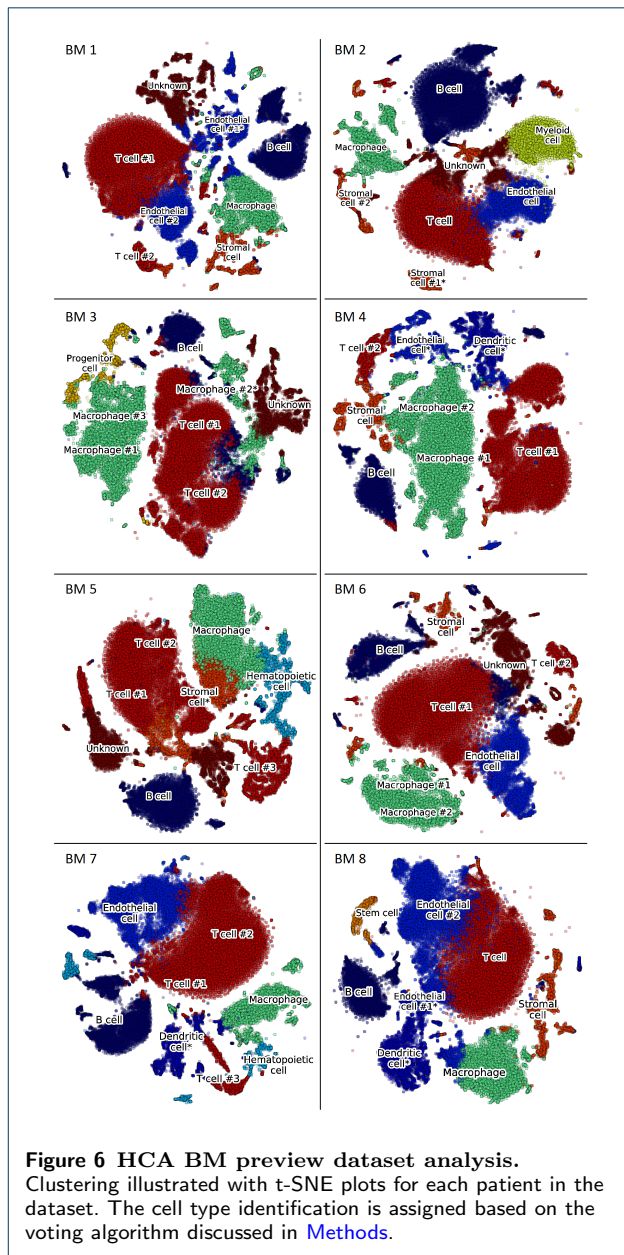 BM 1
Unknown
Endothelial
cell #1*
B cell
T cell #1
Endothelial
cell #2
Macrophage
T cell #2
Stromal
cell
BM 2
B cell
Myeloid
cell
Macrophage
Unknown
Stromal
cell #2
Endothelial
cell
T cell
Stromal
cell #1*
BM 3
B cell
Progenitor
cell
Macrophage #2*
Unknown
Macrophage #3
T cell #1
Macrophage #1
T cell #2
BM 4
T cell #2
Endothelial
cell*
Dendritic
cell*
Stromal
cell
Macrophage #2
Macrophage #1
T cell #1
B cell
BM 5
T cell #2
Macrophage
Hematopoietic
cell
T cell #1
Stromal
cell*
Unknown
T cell #3
B cell
BM 6
Stromal
cell
B cell
Unknown
T cell #2
T cell #1
Endothelial
cell
Macrophage #1
Macrophage #2
BM 7
Endothelial
cell
T cell #2
T cell #1
Macrophage
B cell
Dendritic
cell*
Hematopoietic
cell
T cell #3
BM 8
Stem cell
Endothelial
cell #2
T cell
B cell
Endothelial
cell #1*
Stromal
cell
Dendritic
cell*
Macrophage
Figure 6 HCA BM preview dataset analysis.
Clustering illustrated with t-SNE plots for each patient in the
dataset. The cell type identification is assigned based on the
voting algorithm discussed in Methods.